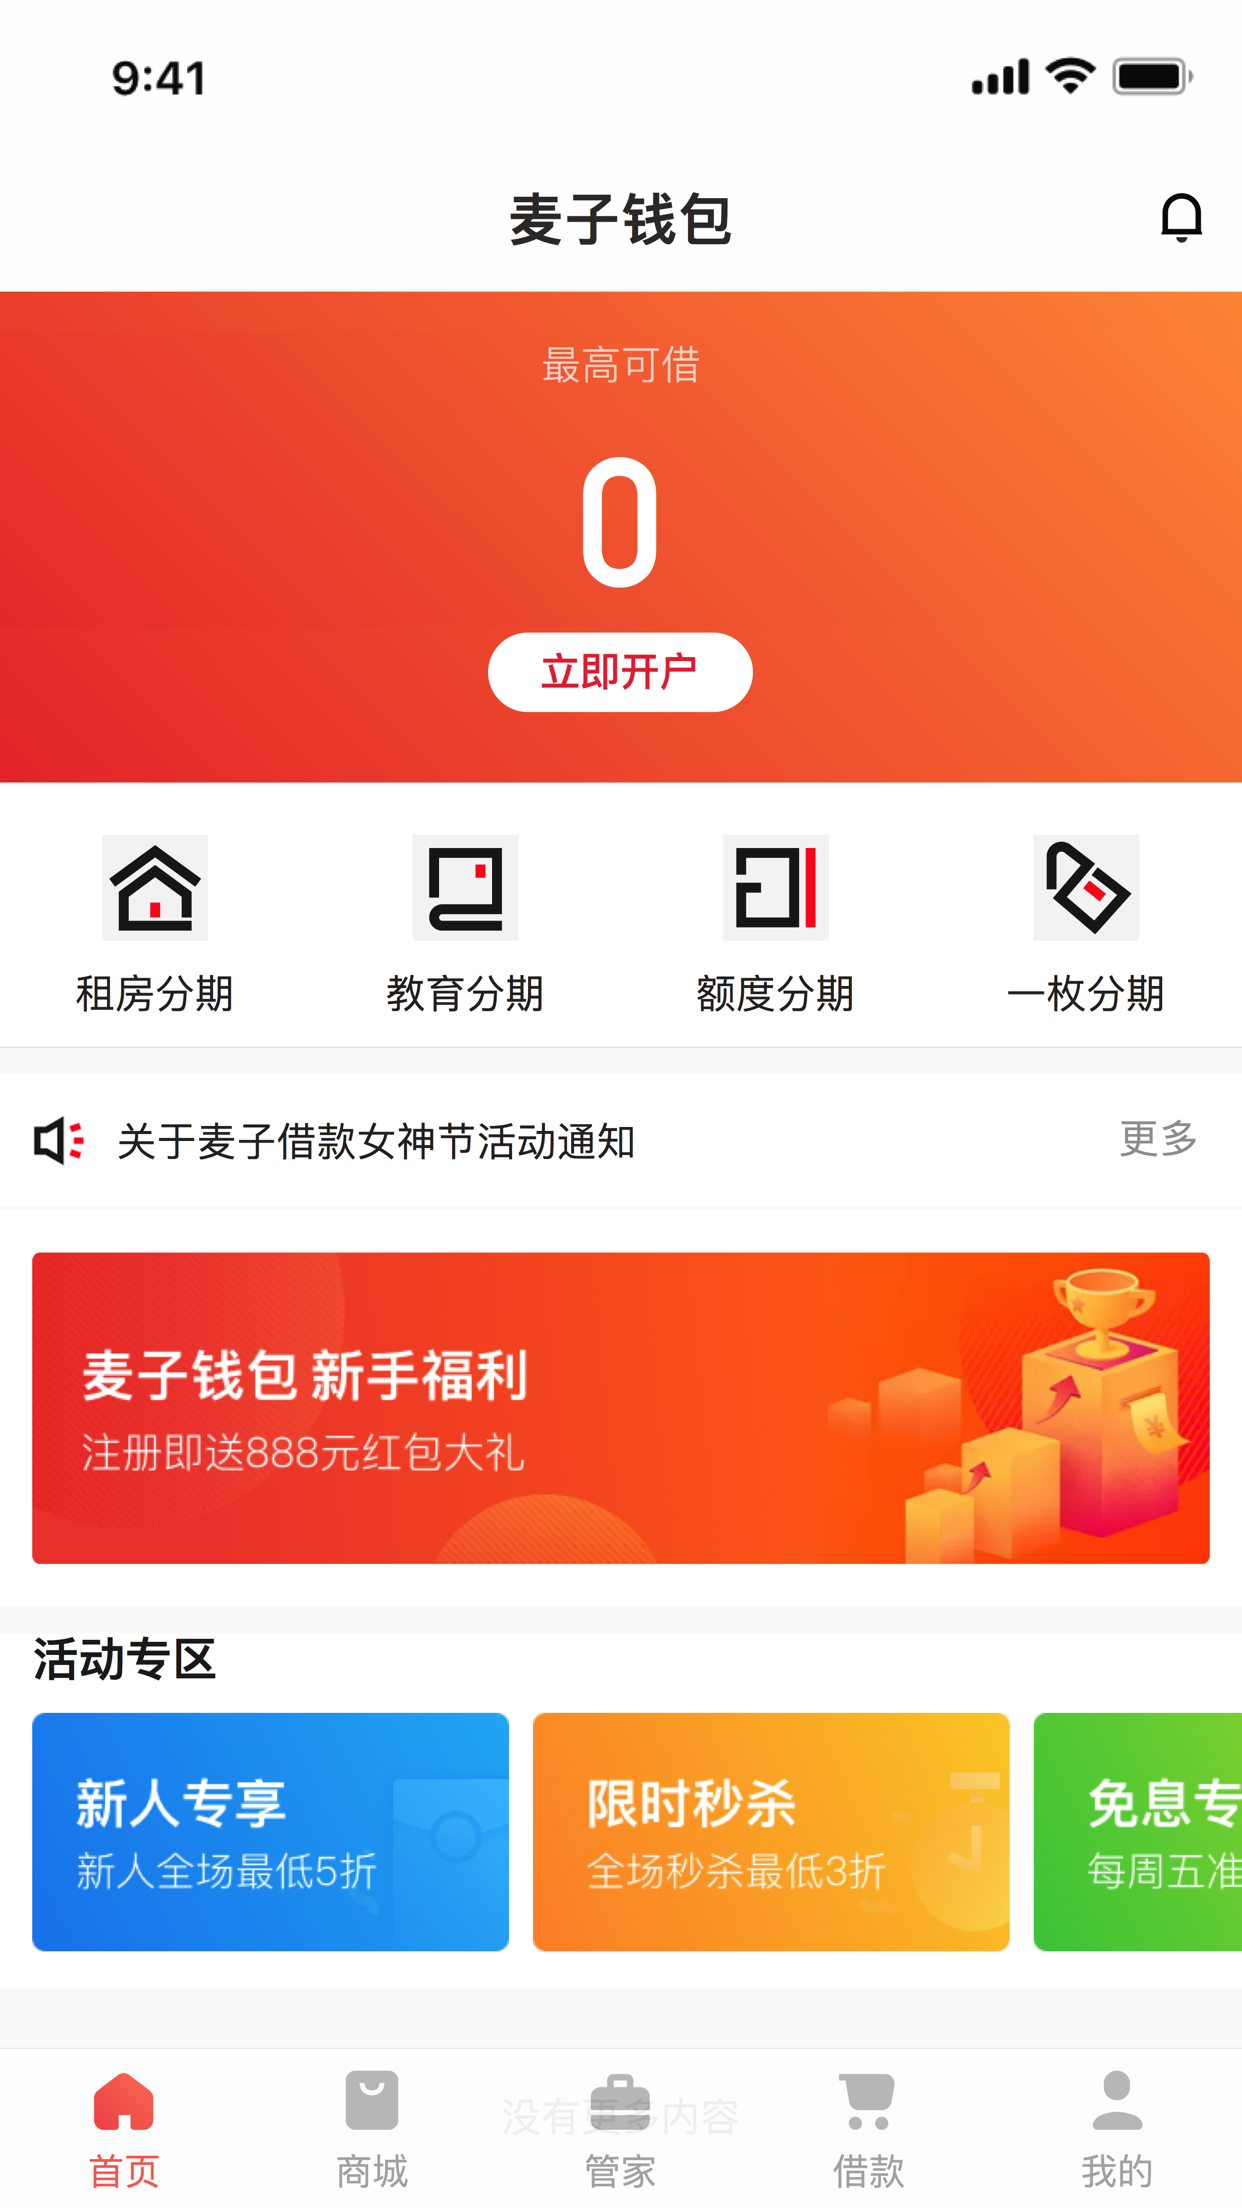 9:41
麦子钱包
最高可借
0
立即开户
租房分期
教育分期
额度分期
一枚分期
关于麦子借款女神节活动通知
更多
麦子钱包 新手福利
注册即送888元红包大礼
¥
活动专区
新人专享
新人全场最低5折
限时秒杀
全场秒杀最低3折
免息专
每周五准
没有更多内容
首页
商城
管家
借款
我的